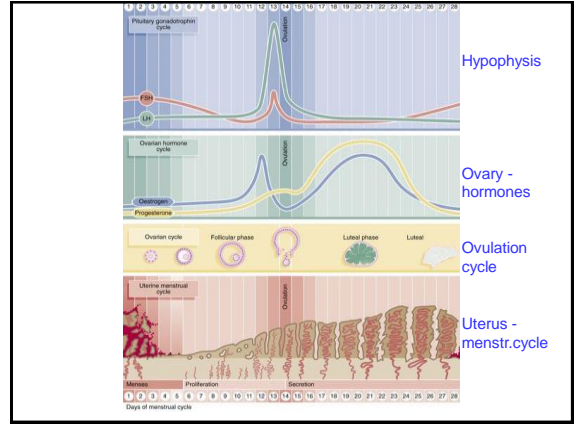 1 2 3 4 5 6 7 8 9 10 11 12 13 14 15 16 17 18 19 20 21 22 23 24 25 26 27 28
Pituitary gonadotrophin
cycle
Ovulation
FSH
LH
Hypophysis
Ovarian hormone
cycle
Ovulation
Oestrogen
Progesterone
Ovary -
hormones
Ovarian cycle
Follicular phase
Luteal phase
Luteal
Ovulation
cycle
Uterine menstrual
cycle
Ovulation
Uterus -
menstr.cycle
Menses
Proliferation
Secretion
1 2 3 4 5 6 7 8 9 10 11 12 13 14 15 16 17 18 19 20 21 22 23 24 25 26 27 28
Days of menstrual cycle